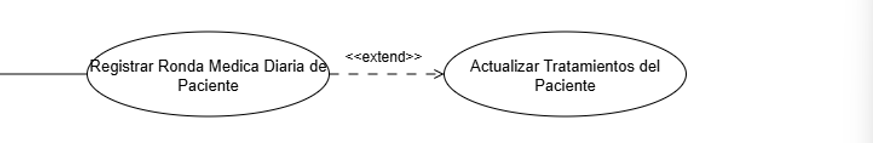 Registrar Ronda Medica Diaria de
Paciente
<<extend>>
Actualizar Tratamientos del
Paciente